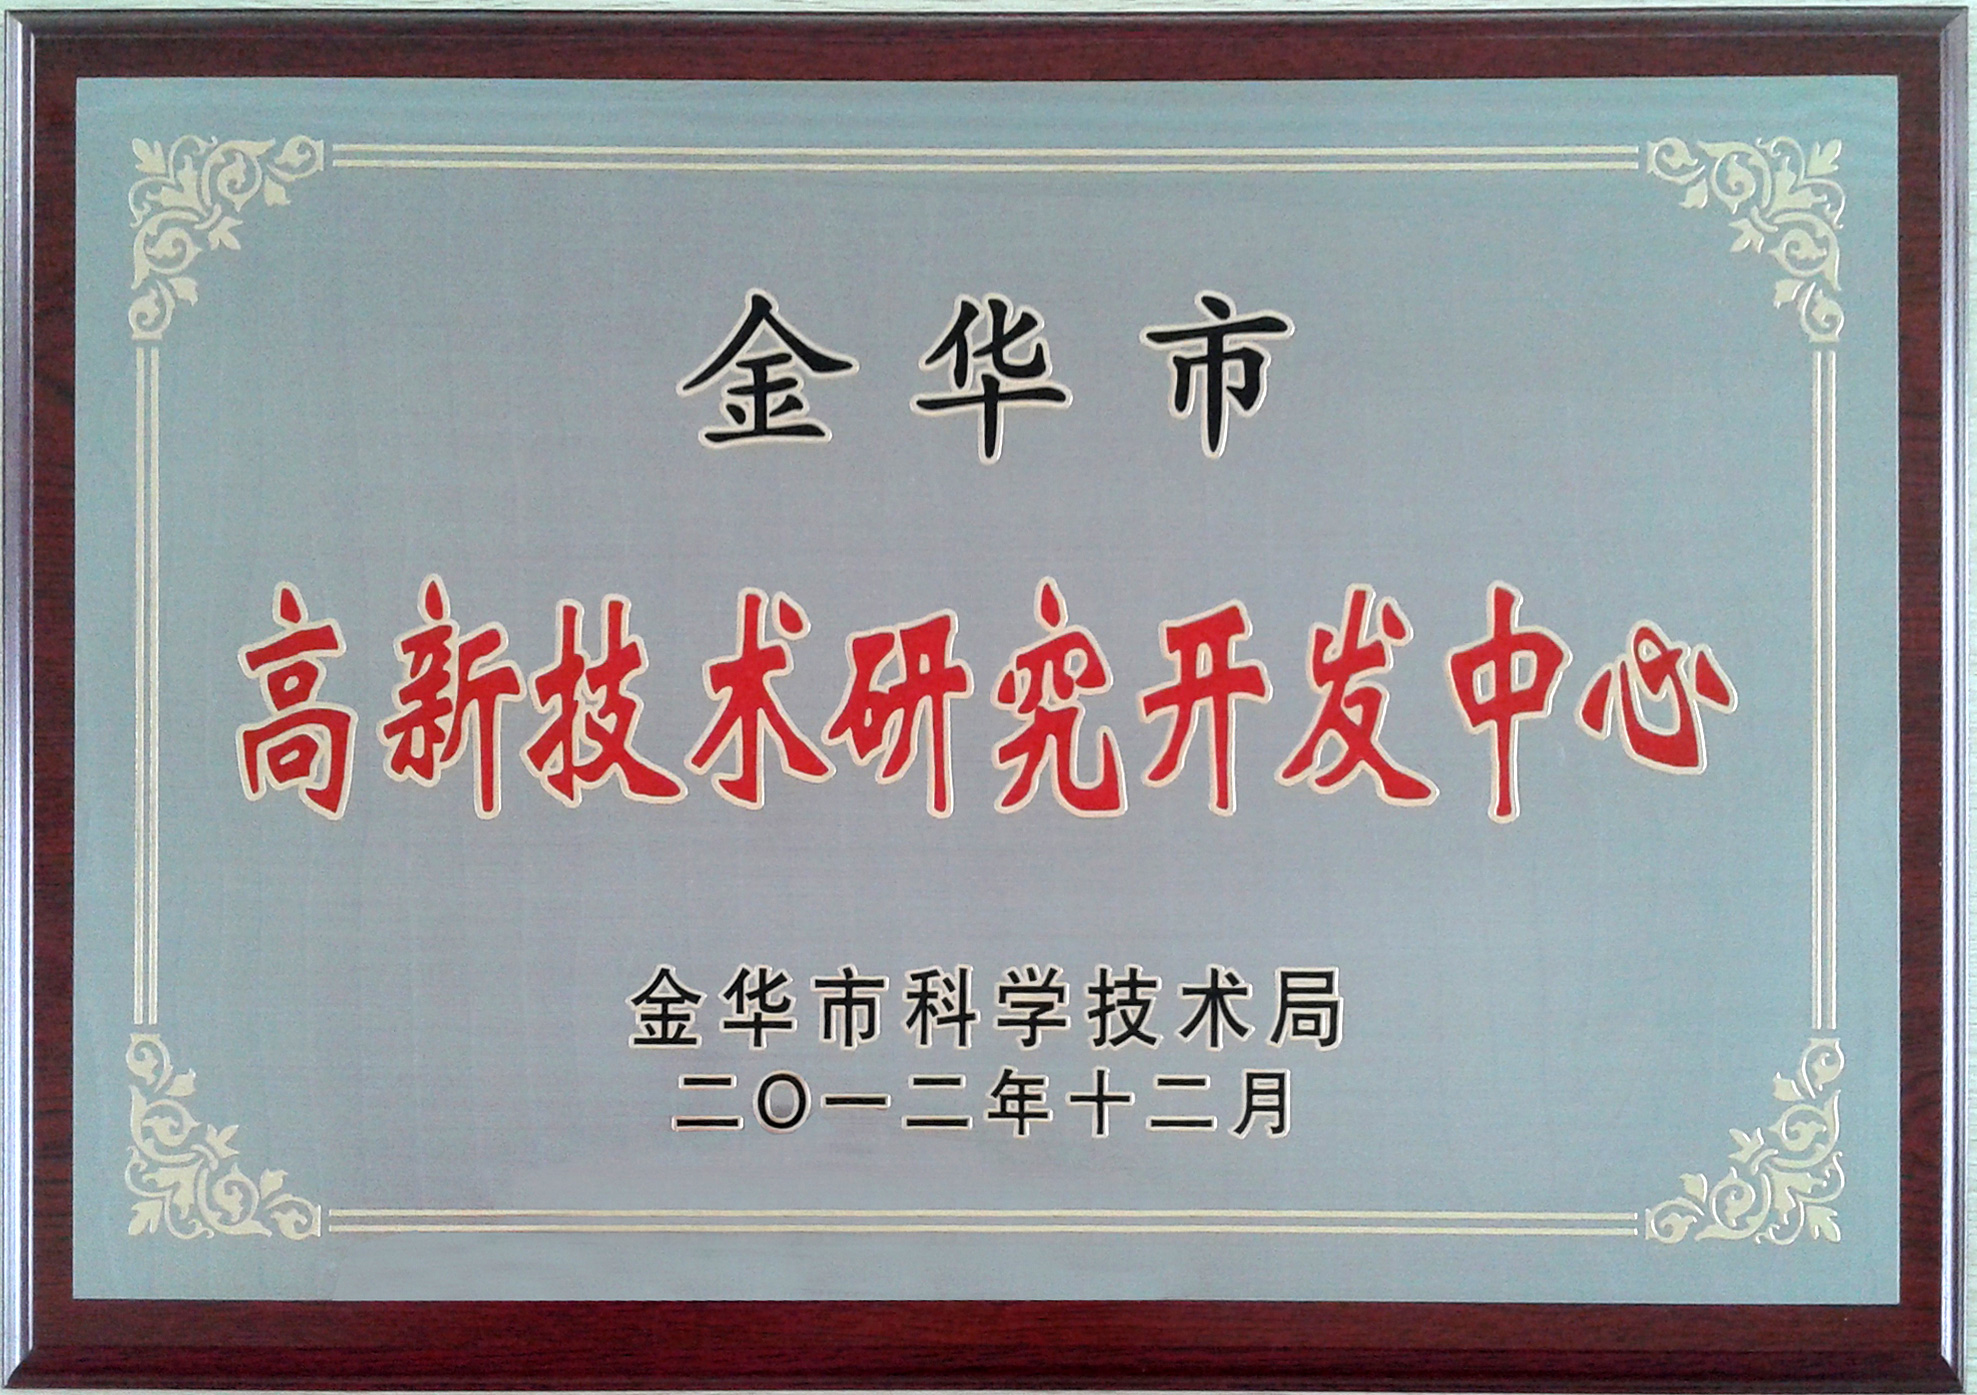 金华市
高新技术研究开发中心
金华市科学技术局
二〇一二年十二月